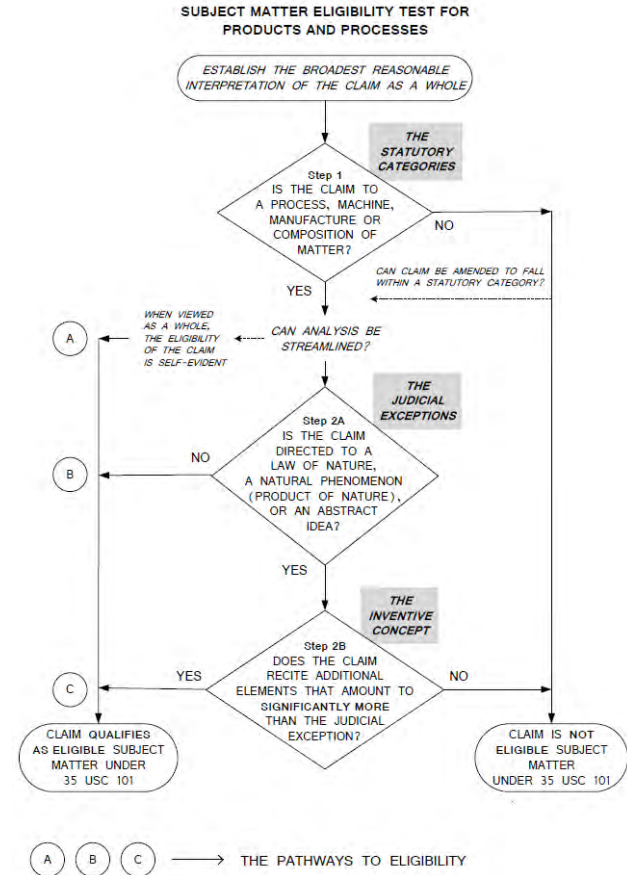 SUBJECT MATTER ELIGIBILITY TEST FOR
PRODUCTS AND PROCESSES
ESTABLISH THE BROADEST REASONABLE
INTERPRETATION OF THE CLAIM AS A WHOLE
THE
STATUTORY
CATEGORIES
Step 1
IS THE CLAIM TO
A PROCESS, MACHINE,
MANUFACTURE OR
COMPOSITION OF
MATTER?
NO
YES
CAN CLAIM BE AMENDED TO FALL
WITHIN A STATUTORY CATEGORY?
WHEN VIEWED
AS A WHOLE,
THE ELIGIBILITY
OF THE CLAIM
IS SELF-EVIDENT
A
CAN ANALYSIS BE
STREAMLINED?
THE
JUDICIAL
EXCEPTIONS
Step 2A
IS THE CLAIM
DIRECTED TO A
LAW OF NATURE,
A NATURAL PHENOMENON
(PRODUCT OF NATURE),
OR AN ABSTRACT
IDEA?
NO
B
YES
THE
INVENTIVE
CONCEPT
Step 2B
DOES THE CLAIM
RECITE ADDITIONAL
ELEMENTS THAT AMOUNT TO
SIGNIFICANTLY MORE
THAN THE JUDICIAL
EXCEPTION?
YES
NO
C
CLAIM QUALIFIES
AS ELIGIBLE SUBJECT
MATTER UNDER
35 USC 101
CLAIM IS NOT
ELIGIBLE SUBJECT
MATTER
UNDER 35 USC 101
A B C THE PATHWAYS TO ELIGIBILITY